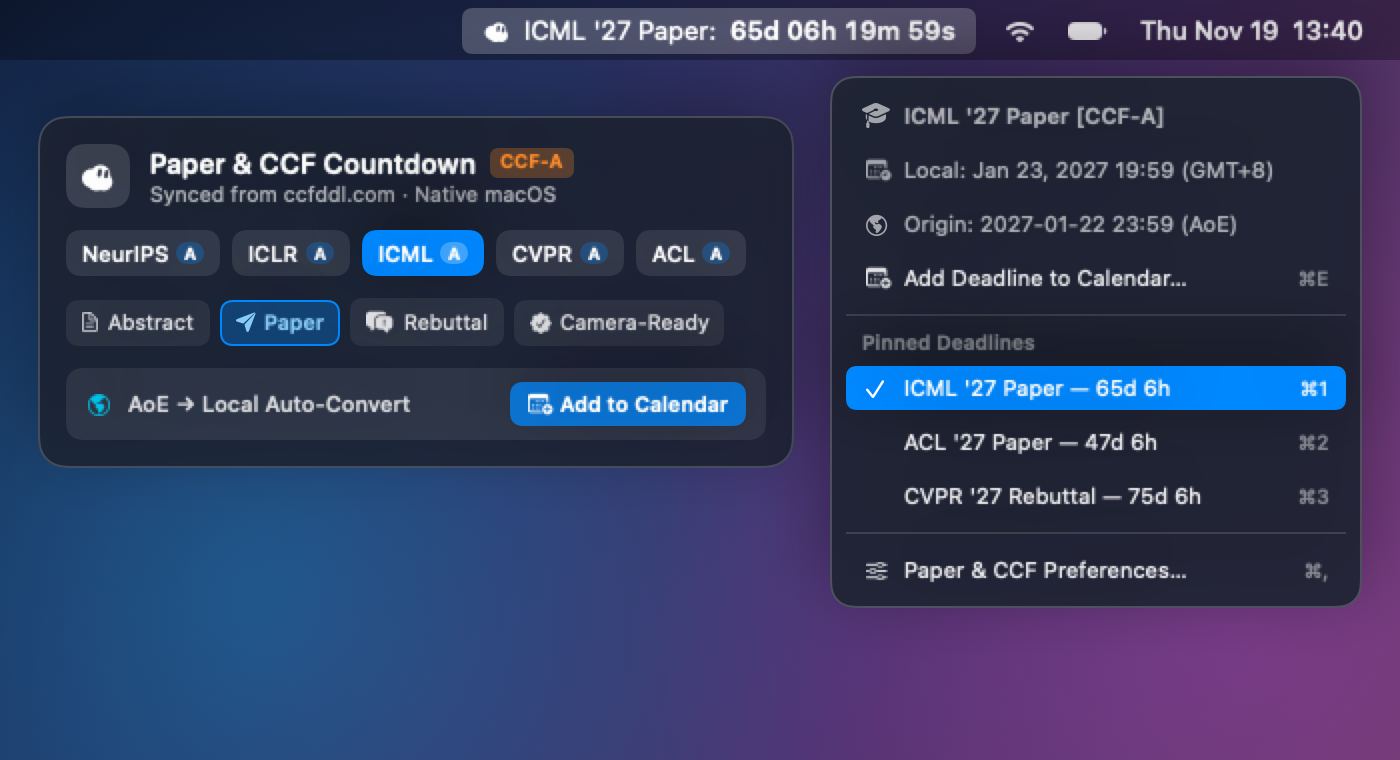 ICML '27 Paper: 65d 06h 19m 59s
Thu Nov 19 13:40
Paper & CCF Countdown CCF-A
Synced from ccfddl.com · Native macOS
NeurIPS A ICLR A ICML A CVPR A ACL A
Abstract Paper Rebuttal Camera-Ready
AoE → Local Auto-Convert Add to Calendar
ICML '27 Paper [CCF-A]
Local: Jan 23, 2027 19:59 (GMT+8)
Origin: 2027-01-22 23:59 (AoE)
Add Deadline to Calendar... ⌘E
Pinned Deadlines
✓ ICML '27 Paper — 65d 6h ⌘1
ACL '27 Paper — 47d 6h ⌘2
CVPR '27 Rebuttal — 75d 6h ⌘3
Paper & CCF Preferences... ⌘,